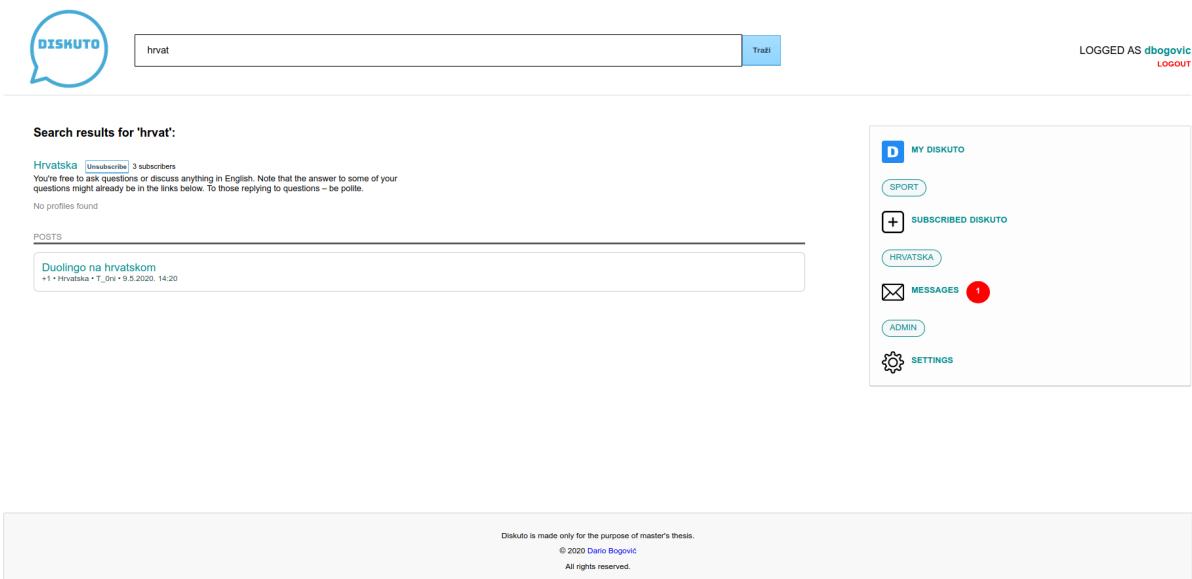 DISKUTO
hrvat
Traži
LOGGED AS dbogovic
LOGOUT
Search results for 'hrvat':
Hrvatska Unsubscribe 3 subscribers
You're free to ask questions or discuss anything in English. Note that the answer to some of your
questions might already be in the links below. To those replying to questions – be polite.
No profiles found
POSTS
Duolingo na hrvatskom
+1 • Hrvatska • T_0ni • 9.5.2020. 14:20
D MY DISKUTO
SPORT
SUBSCRIBED DISKUTO
HRVATSKA
MESSAGES 1
ADMIN
SETTINGS
Diskuto is made only for the purpose of master's thesis.
© 2020 Dario Bogović
All rights reserved.